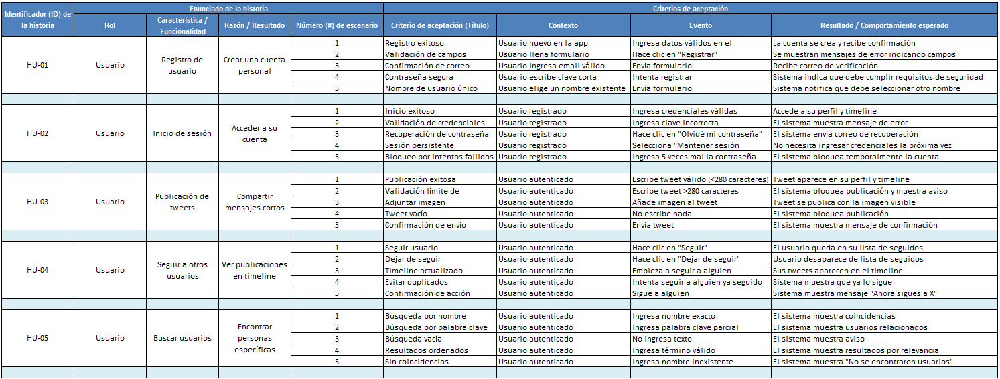 Identificador (ID) de la historia | Enunciado de la historia | Criterios de aceptación
Rol | Característica / Funcionalidad | Razón / Resultado | Número (#) de escenario | Criterio de aceptación (Título) | Contexto | Evento | Resultado / Comportamiento esperado
HU-01 | Usuario | Registro de usuario | Crear una cuenta personal
1 | Registro exitoso | Usuario nuevo en la app | Ingresa datos válidos en el | La cuenta se crea y recibe confirmación
2 | Validación de campos | Usuario llena formulario | Hace clic en "Registrar" | Se muestran mensajes de error indicando campos
3 | Confirmación de correo | Usuario ingresa email válido | Envía formulario | Recibe correo de verificación
4 | Contraseña segura | Usuario escribe clave corta | Intenta registrar | Sistema indica que debe cumplir requisitos de seguridad
5 | Nombre de usuario único | Usuario elige un nombre existente | Envía formulario | Sistema notifica que debe seleccionar otro nombre
HU-02 | Usuario | Inicio de sesión | Acceder a su cuenta
1 | Inicio exitoso | Usuario registrado | Ingresa credenciales válidas | Accede a su perfil y timeline
2 | Validación de credenciales | Usuario registrado | Ingresa clave incorrecta | El sistema muestra mensaje de error
3 | Recuperación de contraseña | Usuario registrado | Hace clic en "Olvidé mi contraseña" | El sistema envía correo de recuperación
4 | Sesión persistente | Usuario registrado | Selecciona "Mantener sesión | No necesita ingresar credenciales la próxima vez
5 | Bloqueo por intentos fallidos | Usuario registrado | Ingresa 5 veces mal la contraseña | El sistema bloquea temporalmente la cuenta
HU-03 | Usuario | Publicación de tweets | Compartir mensajes cortos
1 | Publicación exitosa | Usuario autenticado | Escribe tweet válido (<280 caracteres) | Tweet aparece en su perfil y timeline
2 | Validación límite de | Usuario autenticado | Escribe tweet >280 caracteres | El sistema bloquea publicación y muestra aviso
3 | Adjuntar imagen | Usuario autenticado | Añade imagen al tweet | Tweet se publica con la imagen visible
4 | Tweet vacío | Usuario autenticado | No escribe nada | El sistema bloquea publicación
5 | Confirmación de envío | Usuario autenticado | Envía tweet | El sistema muestra mensaje de confirmación
HU-04 | Usuario | Seguir a otros usuarios | Ver publicaciones en timeline
1 | Seguir usuario | Usuario autenticado | Hace clic en "Seguir" | El usuario queda en su lista de seguidos
2 | Dejar de seguir | Usuario autenticado | Hace clic en "Dejar de seguir" | Usuario desaparece de lista de seguidos
3 | Timeline actualizado | Usuario autenticado | Empieza a seguir a alguien | Sus tweets aparecen en el timeline
4 | Evitar duplicados | Usuario autenticado | Intenta seguir a alguien ya seguido | Sistema muestra que ya lo sigue
5 | Confirmación de acción | Usuario autenticado | Sigue a alguien | Sistema muestra mensaje "Ahora sigues a X"
HU-05 | Usuario | Buscar usuarios | Encontrar personas específicas
1 | Búsqueda por nombre | Usuario autenticado | Ingresa nombre exacto | El sistema muestra coincidencias
2 | Búsqueda por palabra clave | Usuario autenticado | Ingresa palabra clave parcial | El sistema muestra usuarios relacionados
3 | Búsqueda vacía | Usuario autenticado | No ingresa texto | El sistema muestra aviso
4 | Resultados ordenados | Usuario autenticado | Ingresa término válido | El sistema muestra resultados por relevancia
5 | Sin coincidencias | Usuario autenticado | Ingresa nombre inexistente | El sistema muestra "No se encontraron usuarios"